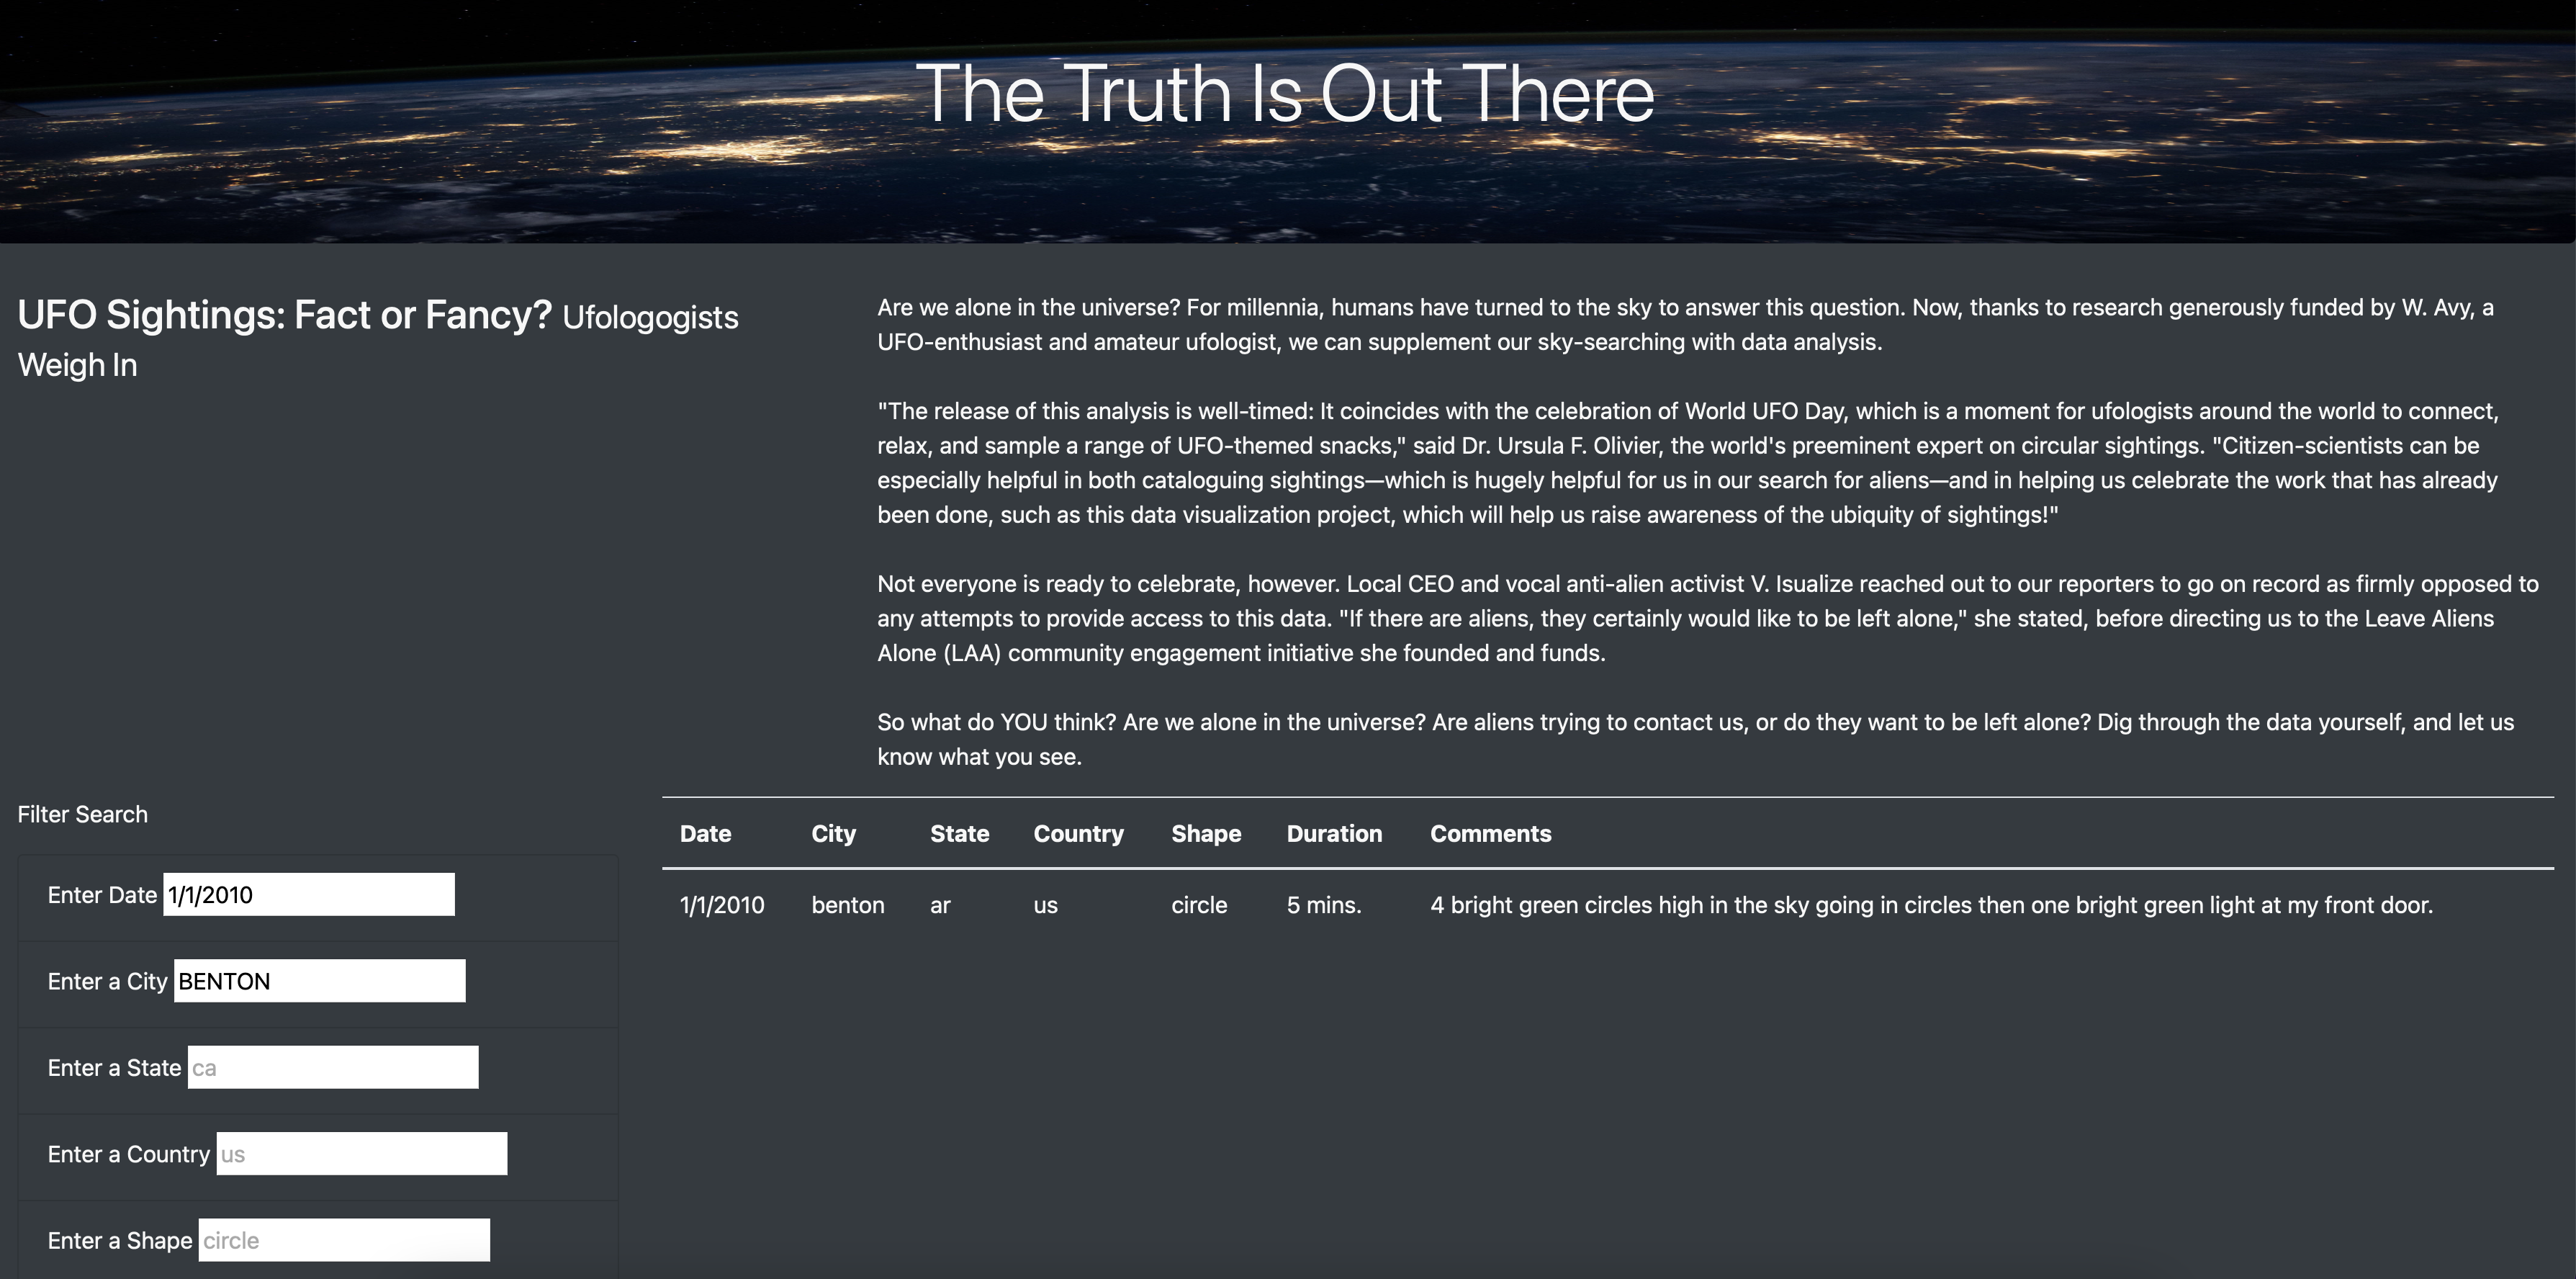 The Truth Is Out There
UFO Sightings: Fact or Fancy? Ufologogists
Weigh In
Are we alone in the universe? For millennia, humans have turned to the sky to answer this question. Now, thanks to research generously funded by W. Avy, a
UFO-enthusiast and amateur ufologist, we can supplement our sky-searching with data analysis.
"The release of this analysis is well-timed: It coincides with the celebration of World UFO Day, which is a moment for ufologists around the world to connect,
relax, and sample a range of UFO-themed snacks," said Dr. Ursula F. Olivier, the world's preeminent expert on circular sightings. "Citizen-scientists can be
especially helpful in both cataloguing sightings—which is hugely helpful for us in our search for aliens—and in helping us celebrate the work that has already
been done, such as this data visualization project, which will help us raise awareness of the ubiquity of sightings!"
Not everyone is ready to celebrate, however. Local CEO and vocal anti-alien activist V. Isualize reached out to our reporters to go on record as firmly opposed to
any attempts to provide access to this data. "If there are aliens, they certainly would like to be left alone," she stated, before directing us to the Leave Aliens
Alone (LAA) community engagement initiative she founded and funds.
So what do YOU think? Are we alone in the universe? Are aliens trying to contact us, or do they want to be left alone? Dig through the data yourself, and let us
know what you see.
Filter Search
Enter Date 1/1/2010
Enter a City BENTON
Enter a State ca
Enter a Country us
Enter a Shape circle
Date City State Country Shape Duration Comments
1/1/2010 benton ar us circle 5 mins. 4 bright green circles high in the sky going in circles then one bright green light at my front door.